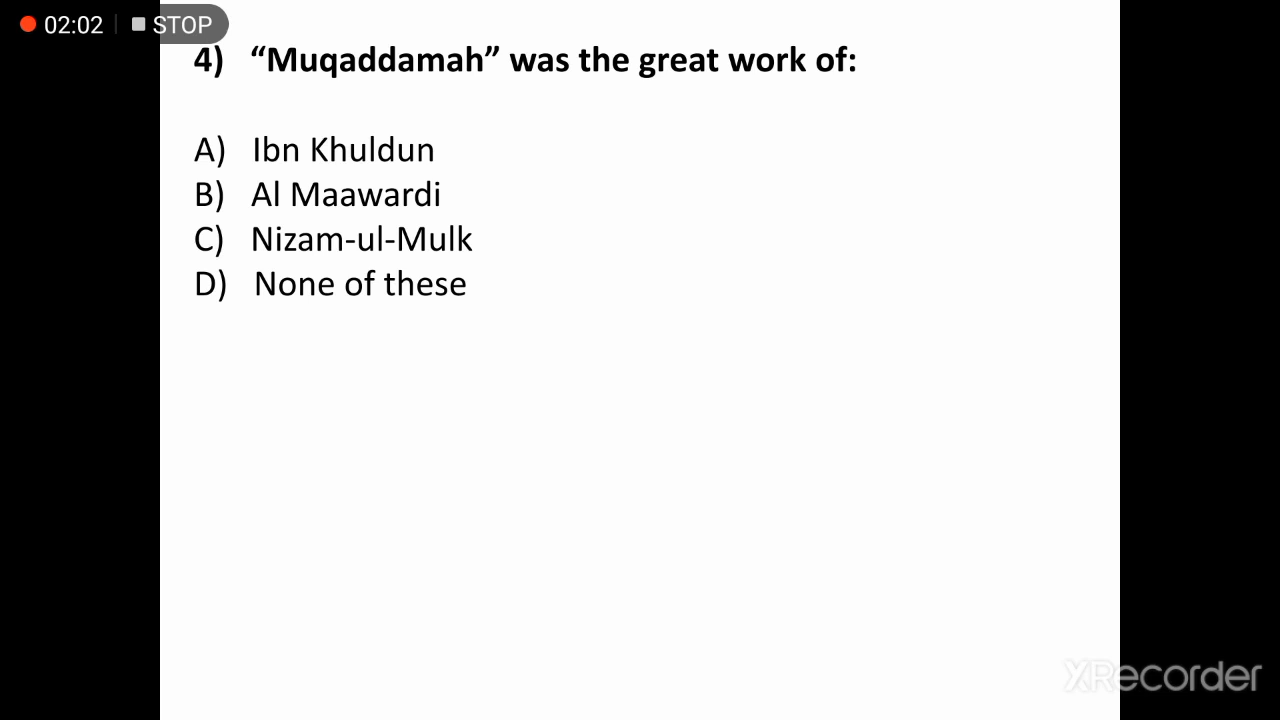 02:02 STOP
4) “Muqaddamah” was the great work of:
A) Ibn Khuldun
B) Al Maawardi
C) Nizam-ul-Mulk
D) None of these
XRecorder